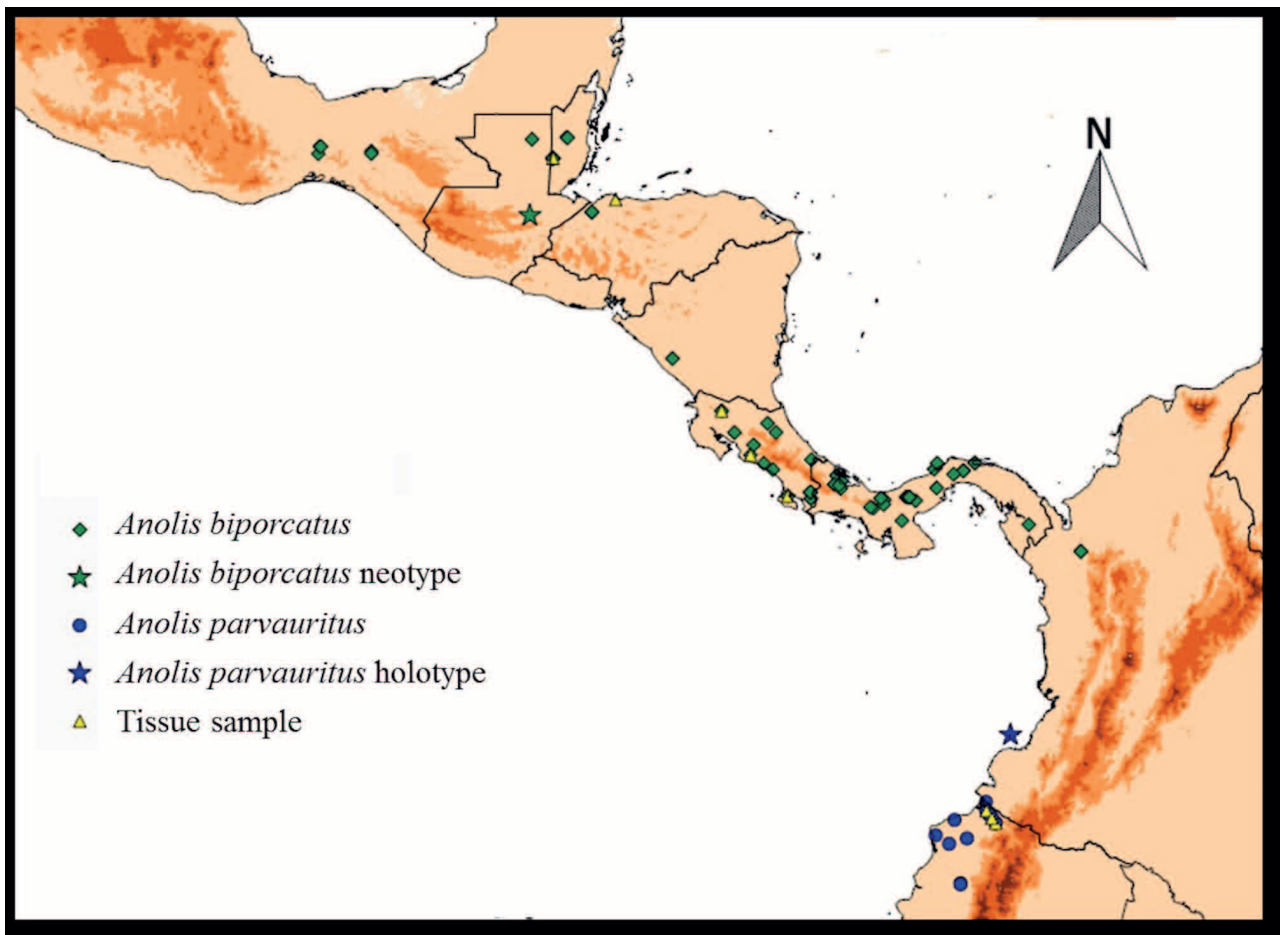 N
Anolis biporcatus
Anolis biporcatus neotype
Anolis parvauritus
Anolis parvauritus holotype
Tissue sample